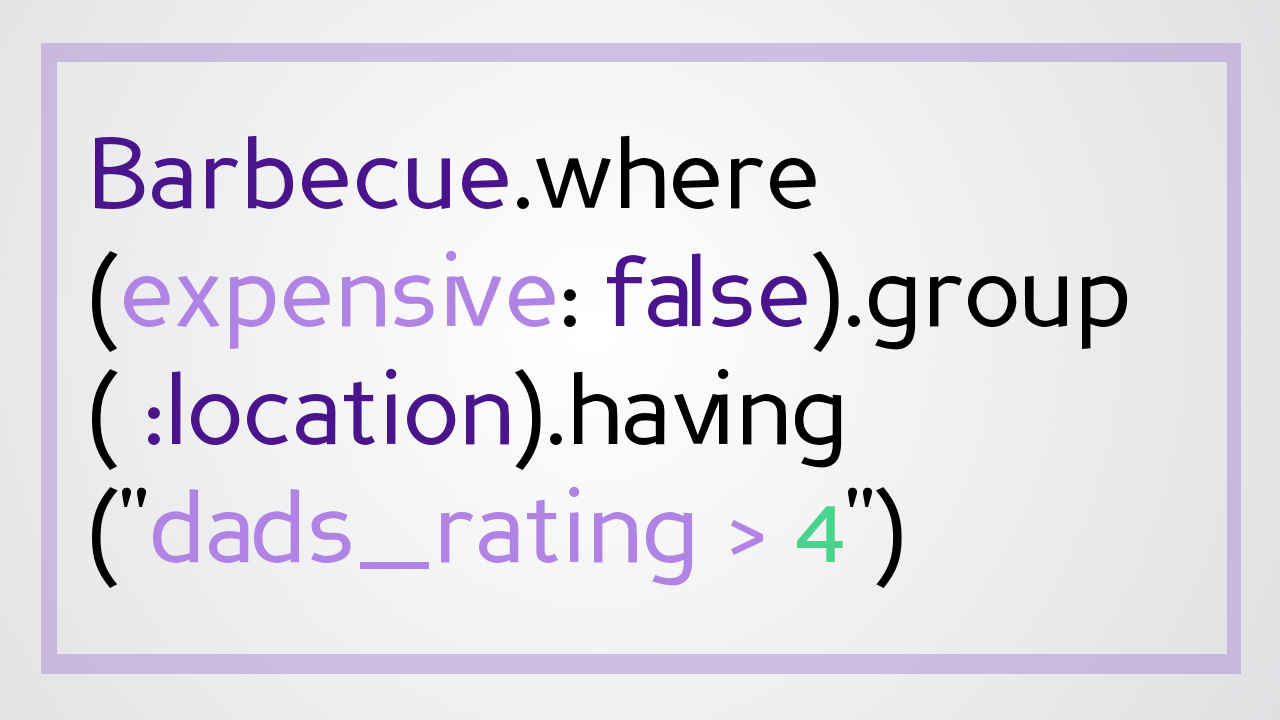 Barbecue.where
(expensive: false).group
( :location).having
("dads_rating > 4")